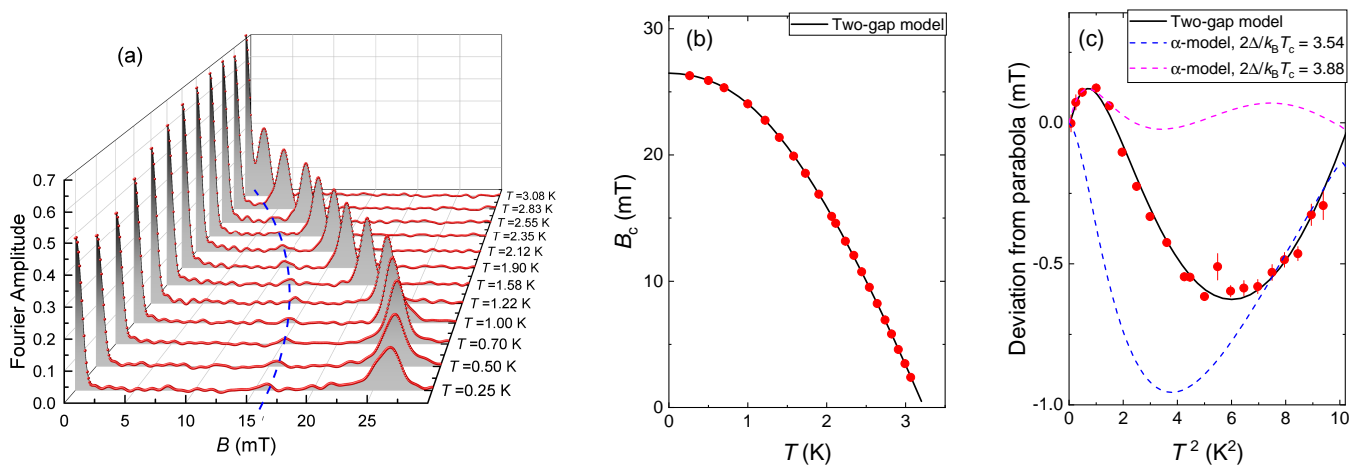 (a)
0.7
0.6
0.5
0.4
0.3
0.2
0.1
0.0
Fourier Amplitude
0 5 10 15 20 25
B (mT)
T =3.08 K
T =2.83 K
T =2.55 K
T =2.35 K
T =2.12 K
T =1.90 K
T =1.58 K
T =1.22 K
T =1.00 K
T =0.70 K
T =0.50 K
T =0.25 K
(b)
Two-gap model
30
20
10
0
B_c (mT)
0 1 2 3
T (K)
(c)
Two-gap model
α-model, 2Δ/k_BT_c = 3.54
α-model, 2Δ/k_BT_c = 3.88
0.0
-0.5
-1.0
Deviation from parabola (mT)
0 2 4 6 8 10
T² (K²)